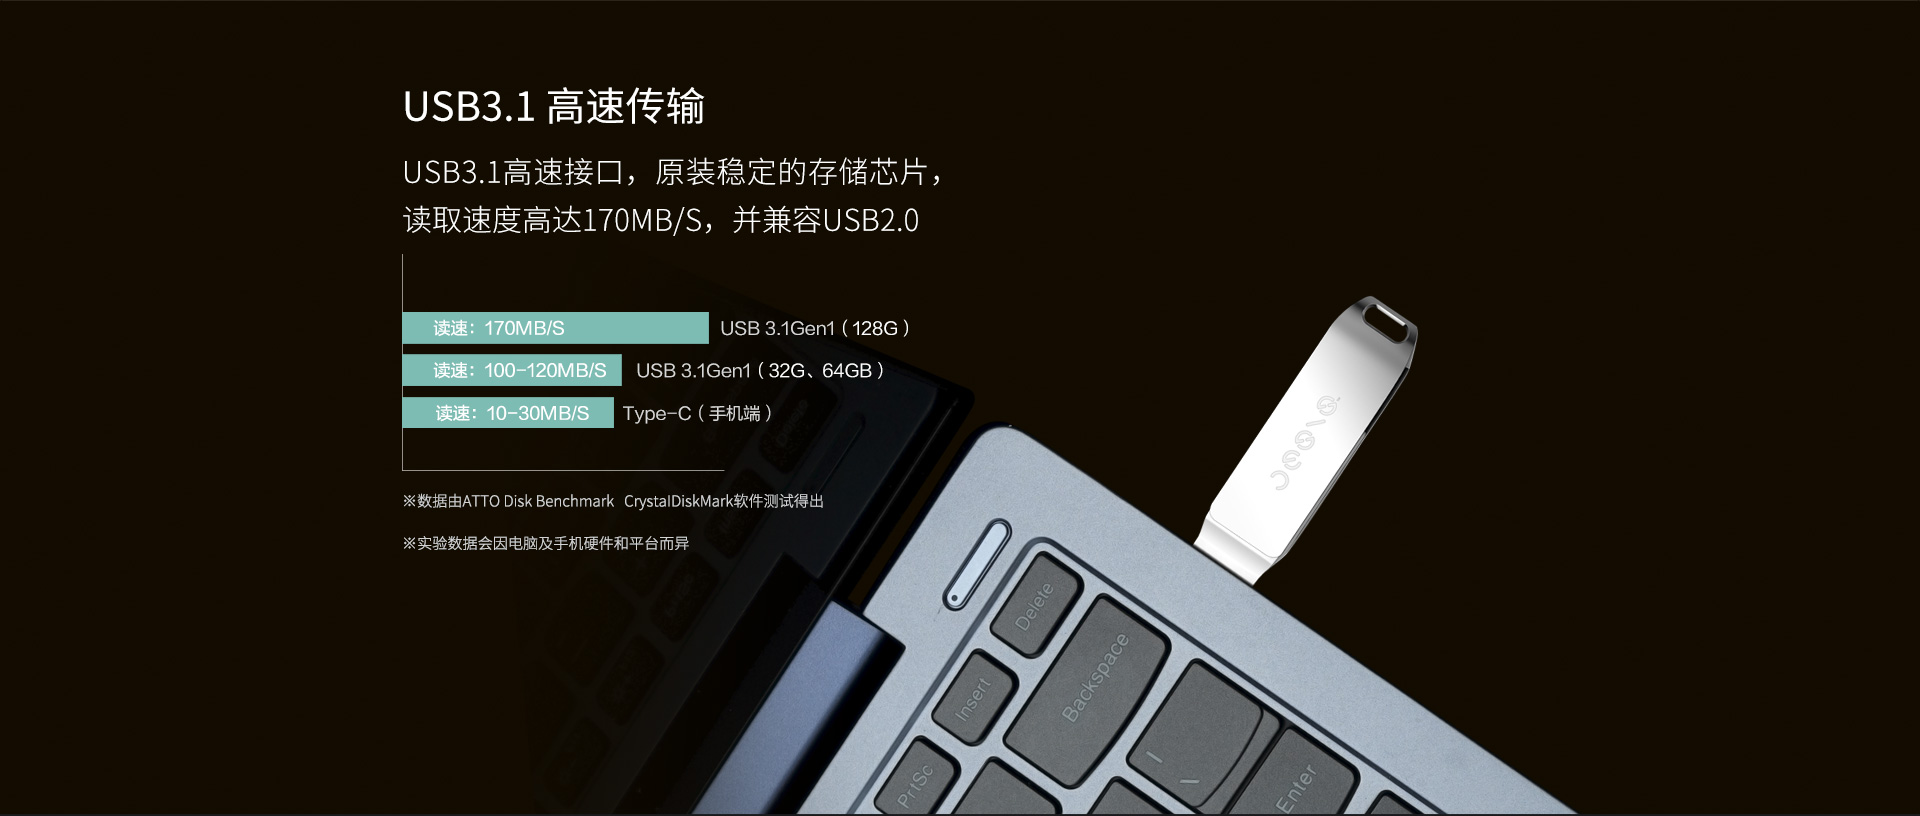 USB3.1 高速传输
USB3.1高速接口，原装稳定的存储芯片，
读取速度高达170MB/S，并兼容USB2.0
读速：170MB/S USB 3.1Gen1（128G）
读速：100-120MB/S USB 3.1Gen1（32G、64GB）
读速：10-30MB/S Type-C（手机端）
※数据由ATTO Disk Benchmark CrystalDiskMark软件测试得出
※实验数据会因电脑及手机硬件和平台而异
Delete
Backspace
Insert
PrtSc
Enter